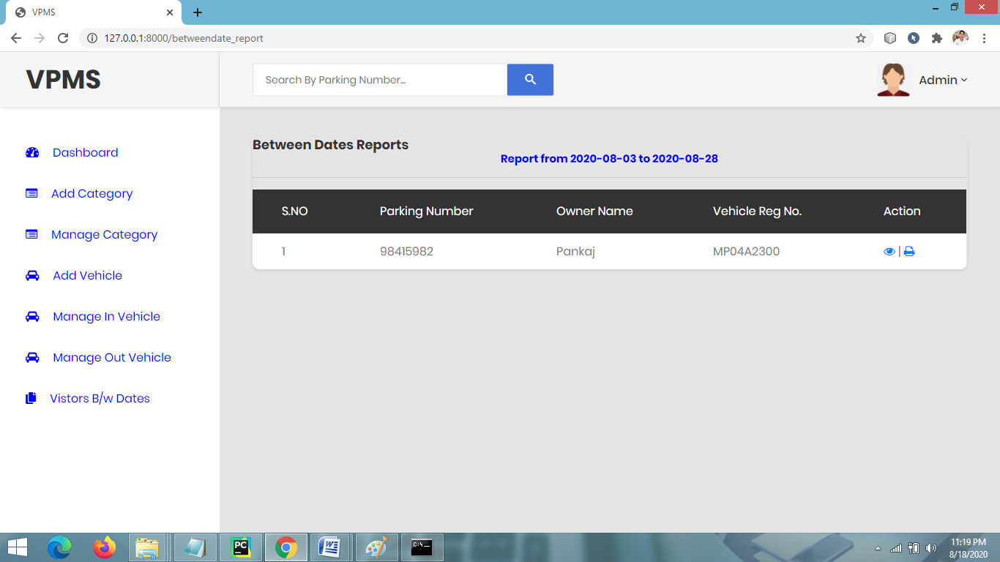 VPMS
127.0.0.1:8000/betweendate_report
VPMS
Search By Parking Number...
Admin
Dashboard
Add Category
Manage Category
Add Vehicle
Manage In Vehicle
Manage Out Vehicle
Vistors B/w Dates
Between Dates Reports
Report from 2020-08-03 to 2020-08-28
S.NO Parking Number Owner Name Vehicle Reg No. Action
1 98415982 Pankaj MP04A2300 |
PC
W
C:\
11:19 PM
8/18/2020